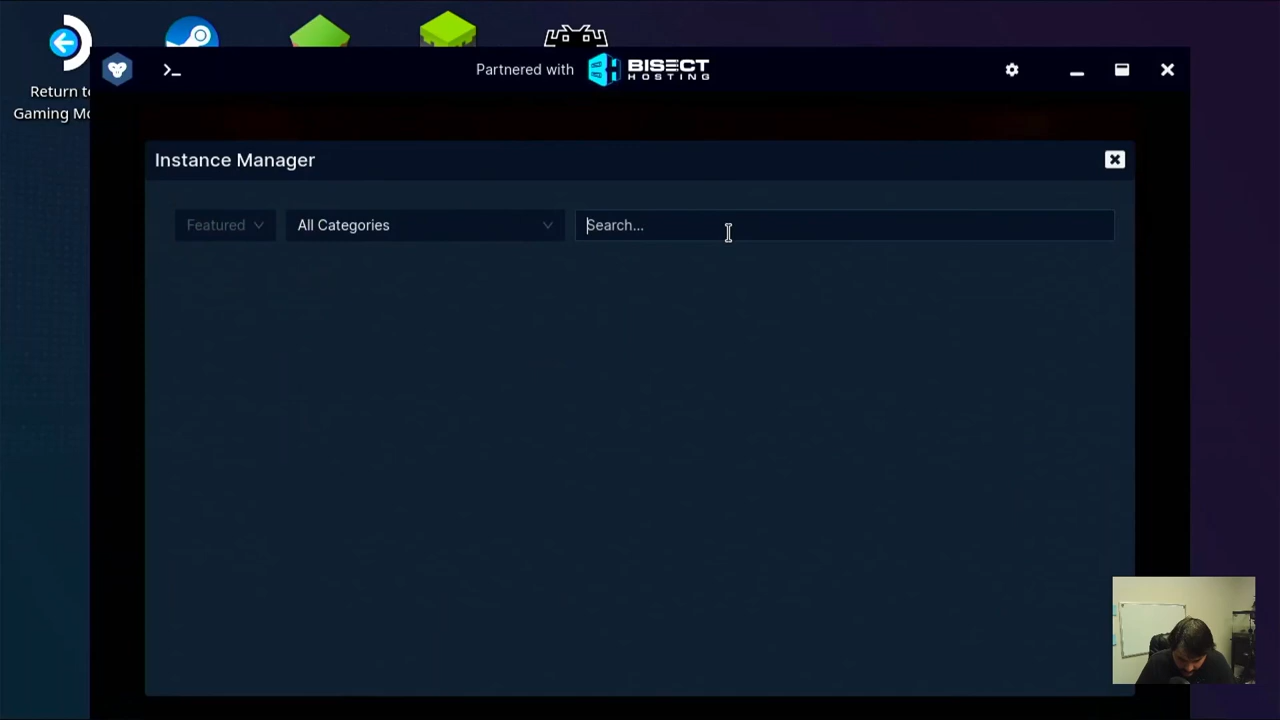 Return to
Gaming Mo
>_
Partnered with
BISECT
HOSTING
Instance Manager
Featured
All Categories
Search...